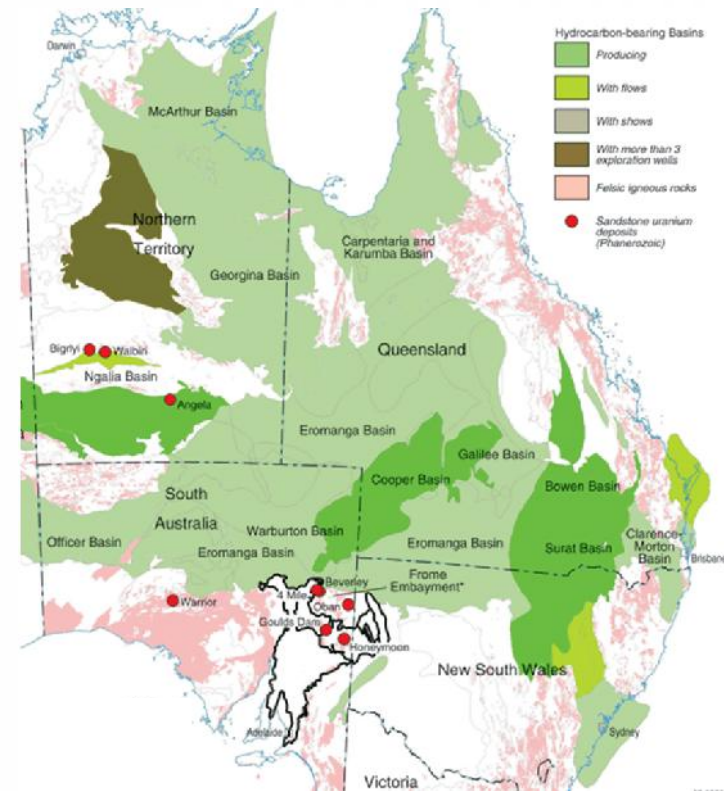 Darwin
McArthur Basin
Northern
Territory
Georgina Basin
Carpentaria and
Karumba Basin
Bigrlyi
Walbiri
Ngalia Basin
Angela
Queensland
Eromanga Basin
Galilee Basin
Cooper Basin
Bowen Basin
South
Australia
Warburton Basin
Officer Basin
Eromanga Basin
Eromanga Basin
Surat Basin
Clarence-
Morton
Basin
Brisbane
Beverley
4 Mile
Frome
Embayment*
Oban
Warrior
Goulds Dam
Honeymoon
New South Wales
Adelaide
Sydney
Victoria
Hydrocarbon-bearing Basins
Producing
With flows
With shows
With more than 3
exploration wells
Felsic igneous rocks
Sandstone uranium
deposits
(Phanerozoic)